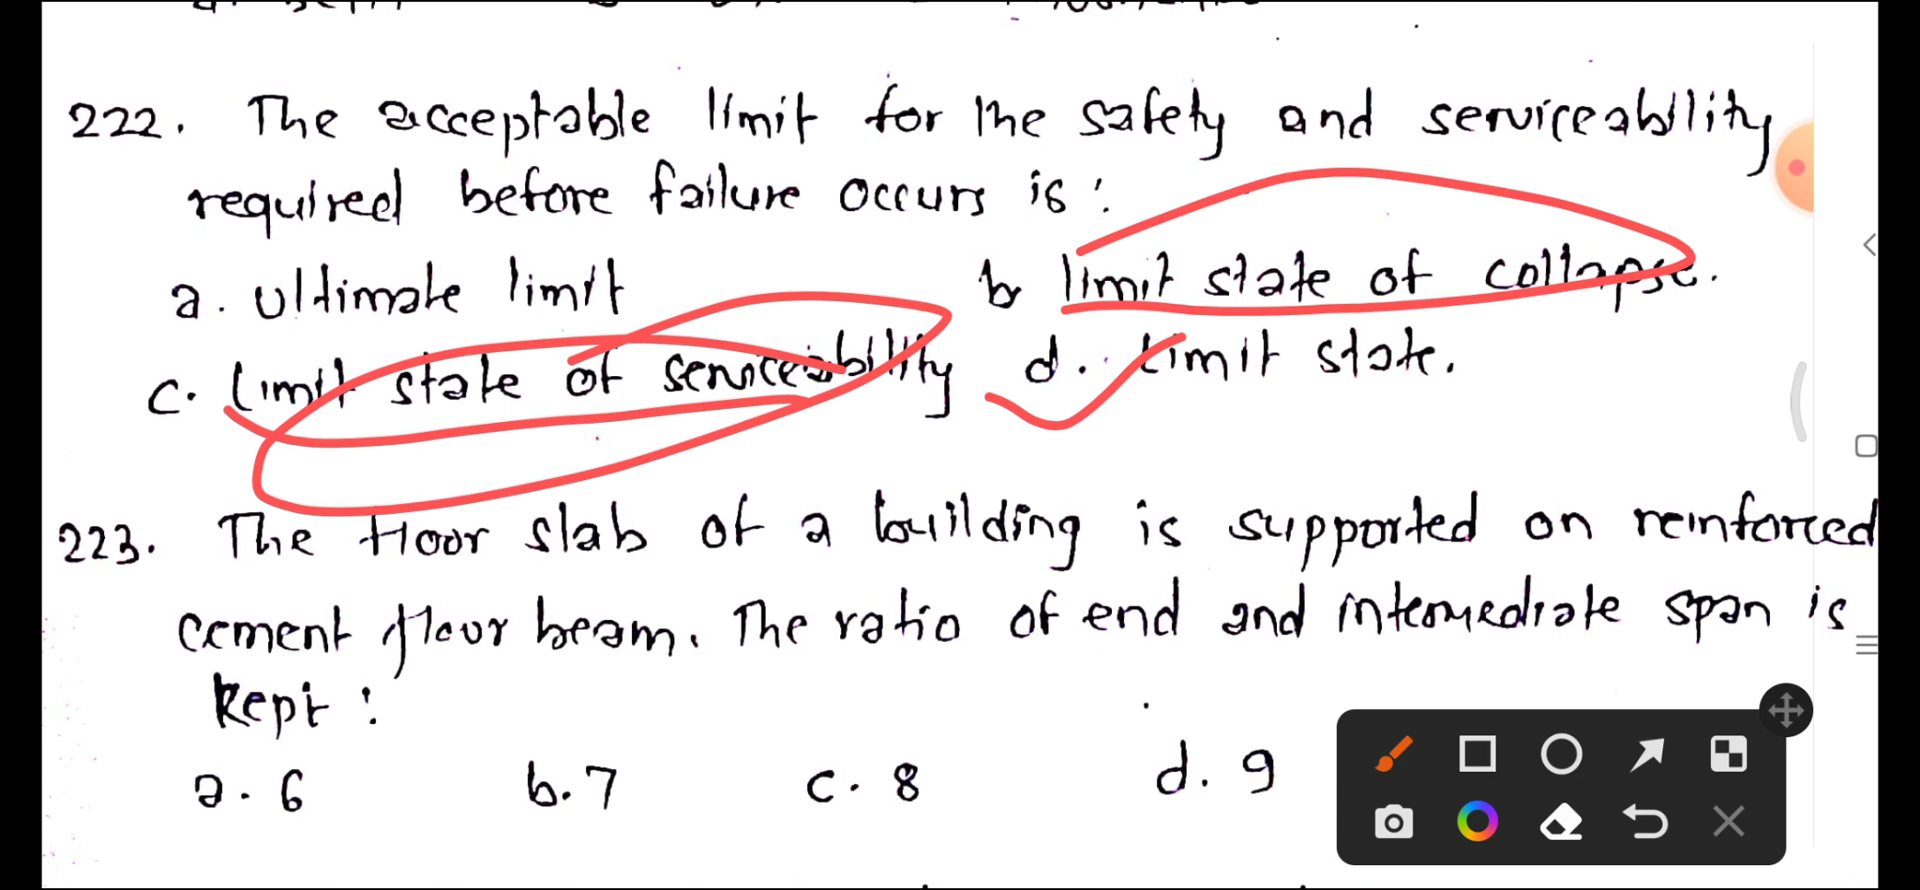 222. The acceptable limit for the safety and serviceability
required before failure occurs is :
a. Ultimate limit b limit state of collapse.
c. Limit state of serviceability d. Limit state.
223. The floor slab of a building is supported on reinforced
cement floor beam. The ratio of end and intermediate span is
kept :
a. 6 b. 7 c. 8 d. 9